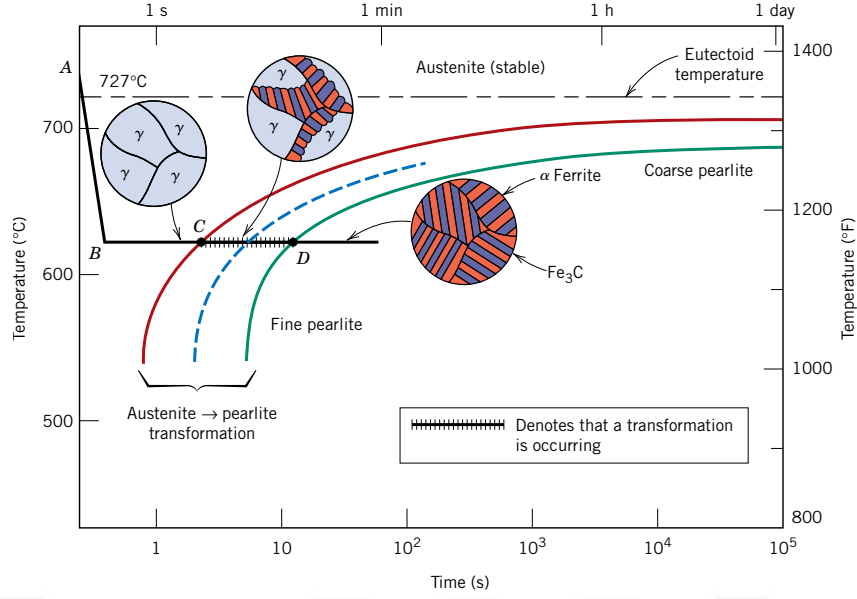 1 s
1 min
1 h
1 day
A
1400
Eutectoid
temperature
Austenite (stable)
727°C
γ
γ
γ
γ
γ
γ
γ
700
Coarse pearlite
α Ferrite
1200
C
B
D
Fe₃C
600
Temperature (°C)
Temperature (°F)
Fine pearlite
1000
Austenite → pearlite
transformation
500
Denotes that a transformation
is occurring
800
1
10
10²
10³
10⁴
10⁵
Time (s)